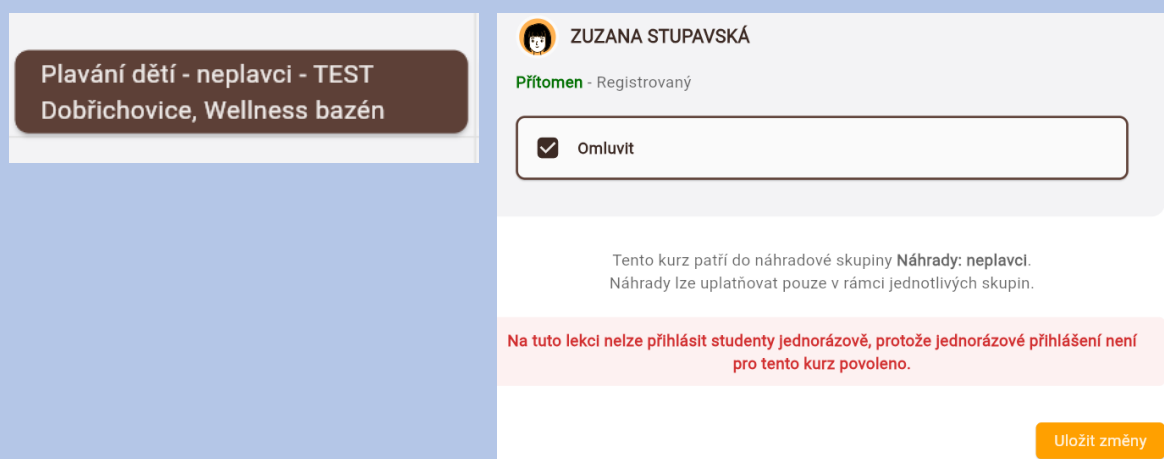 Plavání dětí - neplavci - TEST
Dobřichovice, Wellness bazén
ZUZANA STUPAVSKÁ
Přítomen - Registrovaný
Omluvit
Tento kurz patří do náhradové skupiny Náhrady: neplavci.
Náhrady lze uplatňovat pouze v rámci jednotlivých skupin.
Na tuto lekci nelze přihlásit studenty jednorázově, protože jednorázové přihlášení není
pro tento kurz povoleno.
Uložit změny